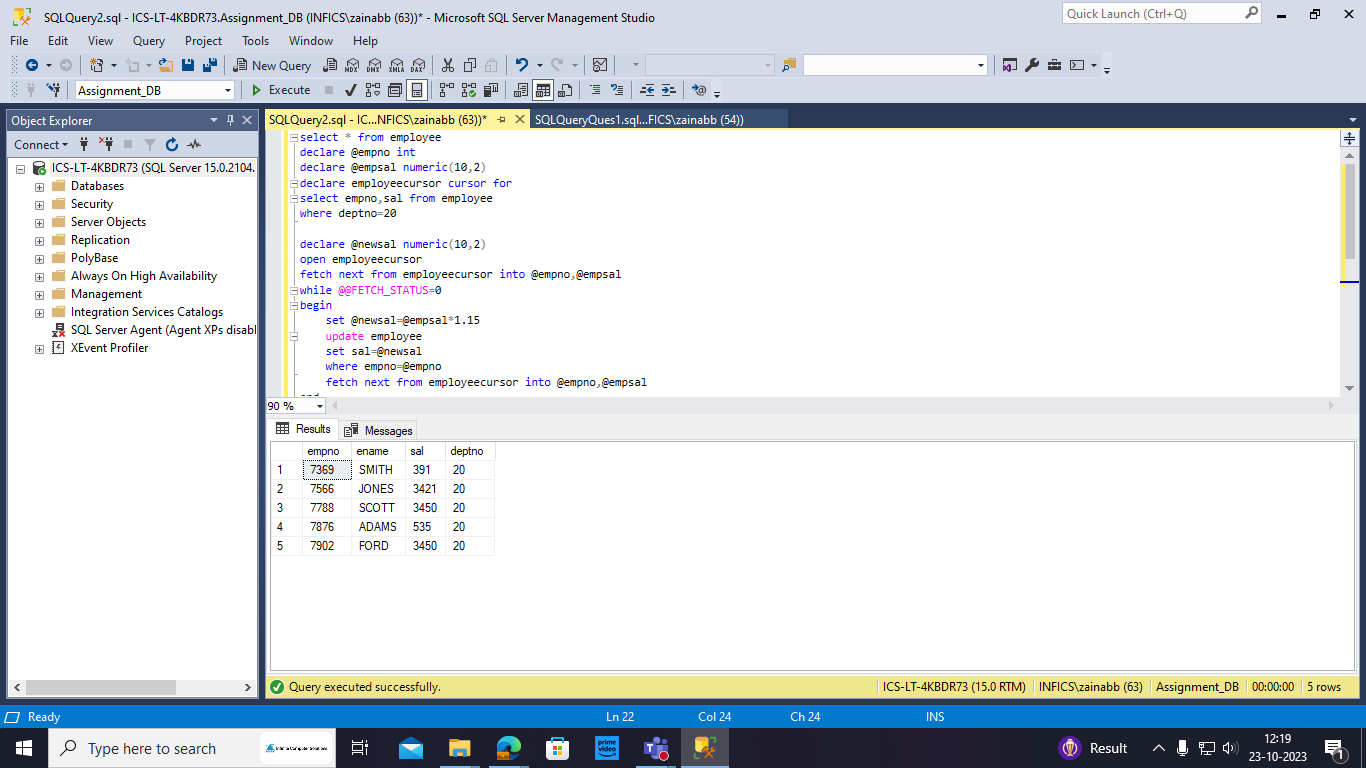 SQLQuery2.sql - ICS-LT-4KBDR73.Assignment_DB (INFICS\zainabb (63))* - Microsoft SQL Server Management Studio
Quick Launch (Ctrl+Q)
File Edit View Query Project Tools Window Help
New Query
MDX DMX XMLA DAX
Assignment_DB
Execute
Object Explorer
SQLQuery2.sql - IC...NFICS\zainabb (63))*
SQLQueryQues1.sql...FICS\zainabb (54))
Connect
ICS-LT-4KBDR73 (SQL Server 15.0.2104.
Databases
Security
Server Objects
Replication
PolyBase
Always On High Availability
Management
Integration Services Catalogs
SQL Server Agent (Agent XPs disabl
XEvent Profiler
select * from employee
declare @empno int
declare @empsal numeric(10,2)
declare employeecursor cursor for
select empno,sal from employee
where deptno=20
declare @newsal numeric(10,2)
open employeecursor
fetch next from employeecursor into @empno,@empsal
while @@FETCH_STATUS=0
begin
set @newsal=@empsal*1.15
update employee
set sal=@newsal
where empno=@empno
fetch next from employeecursor into @empno,@empsal
90 %
Results Messages
empno ename sal deptno
1 7369 SMITH 391 20
2 7566 JONES 3421 20
3 7788 SCOTT 3450 20
4 7876 ADAMS 535 20
5 7902 FORD 3450 20
Query executed successfully.
ICS-LT-4KBDR73 (15.0 RTM) INFICS\zainabb (63) Assignment_DB 00:00:00 5 rows
Ready
Ln 22 Col 24 Ch 24 INS
Type here to search
Infinite Computer Solutions
prime video
Result
12:19
23-10-2023
1